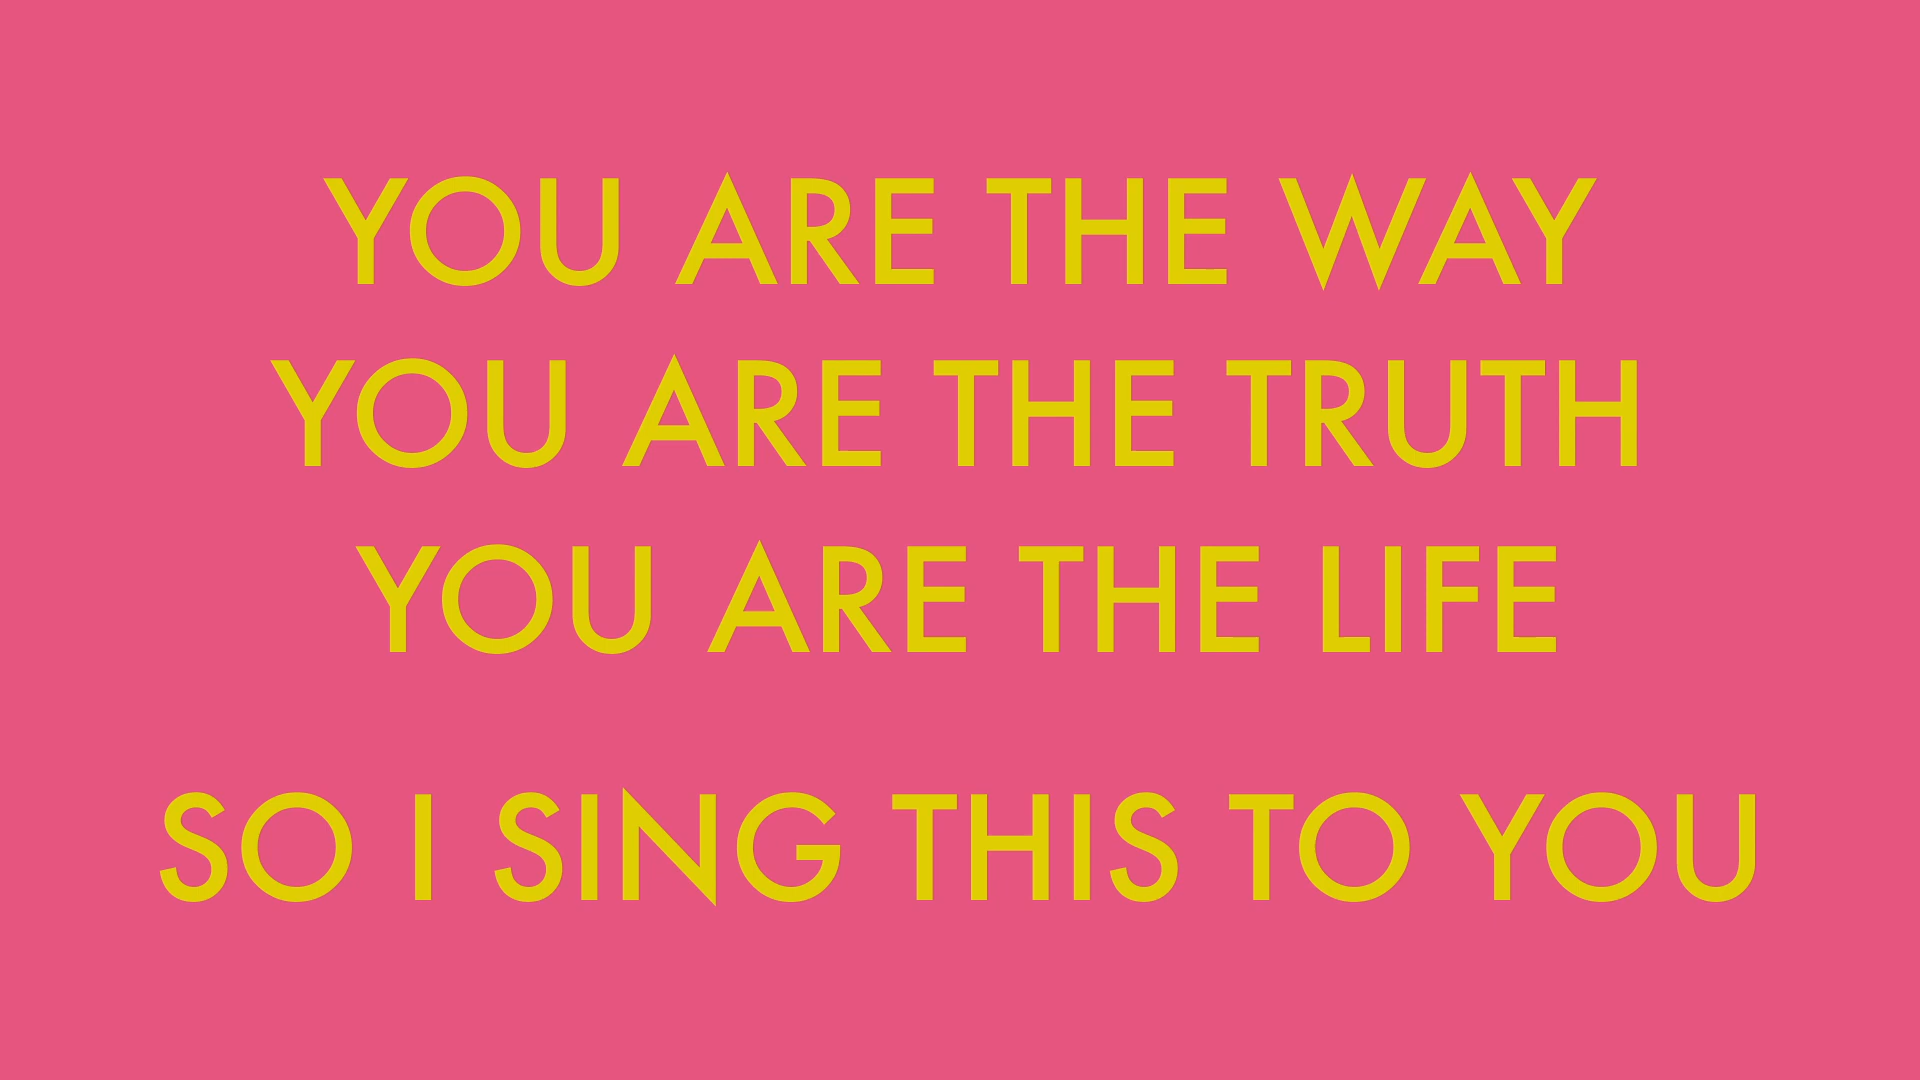 YOU ARE THE WAY
YOU ARE THE TRUTH
YOU ARE THE LIFE
SO I SING THIS TO YOU